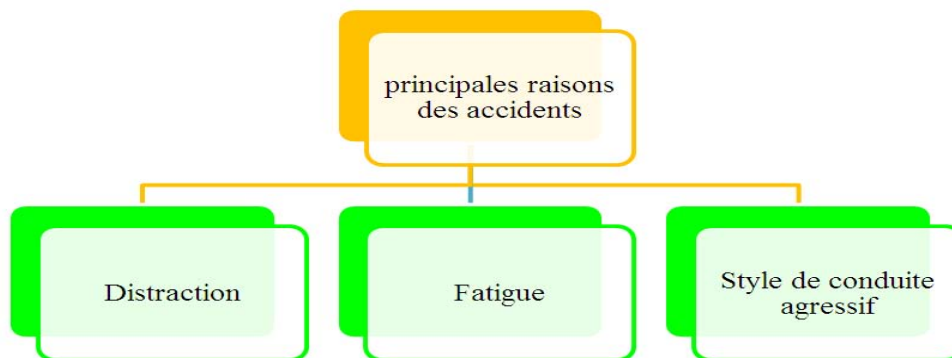 principales raisons
des accidents
Distraction
Fatigue
Style de conduite
agressif